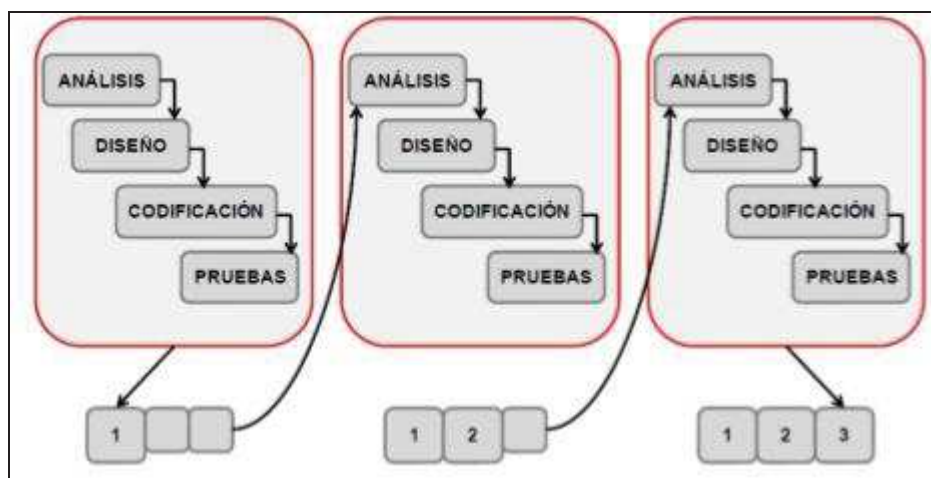 ANÁLISIS
DISEÑO
CODIFICACIÓN
PRUEBAS
ANÁLISIS
DISEÑO
CODIFICACIÓN
PRUEBAS
ANÁLISIS
DISEÑO
CODIFICACIÓN
PRUEBAS
1
1 2
1 2 3